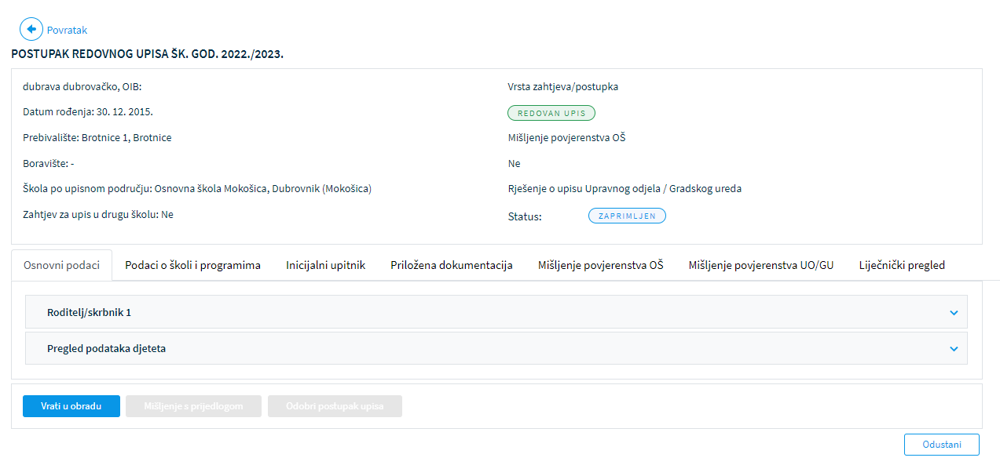 Povratak
POSTUPAK REDOVNOG UPISA ŠK. GOD. 2022./2023.
dubrava dubrovačko, OIB:
Datum rođenja: 30. 12. 2015.
Prebivalište: Brotnice 1, Brotnice
Boravište: -
Škola po upisnom području: Osnovna škola Mokošica, Dubrovnik (Mokošica)
Zahtjev za upis u drugu školu: Ne
Vrsta zahtjeva/postupka
REDOVAN UPIS
Mišljenje povjerenstva OŠ
Ne
Rješenje o upisu Upravnog odjela / Gradskog ureda
Status: ZAPRIMLJEN
Osnovni podaci Podaci o školi i programima Inicijalni upitnik Priložena dokumentacija Mišljenje povjerenstva OŠ Mišljenje povjerenstva UO/GU Liječnički pregled
Roditelj/skrbnik 1
Pregled podataka djeteta
Vrati u obradu Mišljenje s prijedlogom Odobri postupak upisa
Odustani